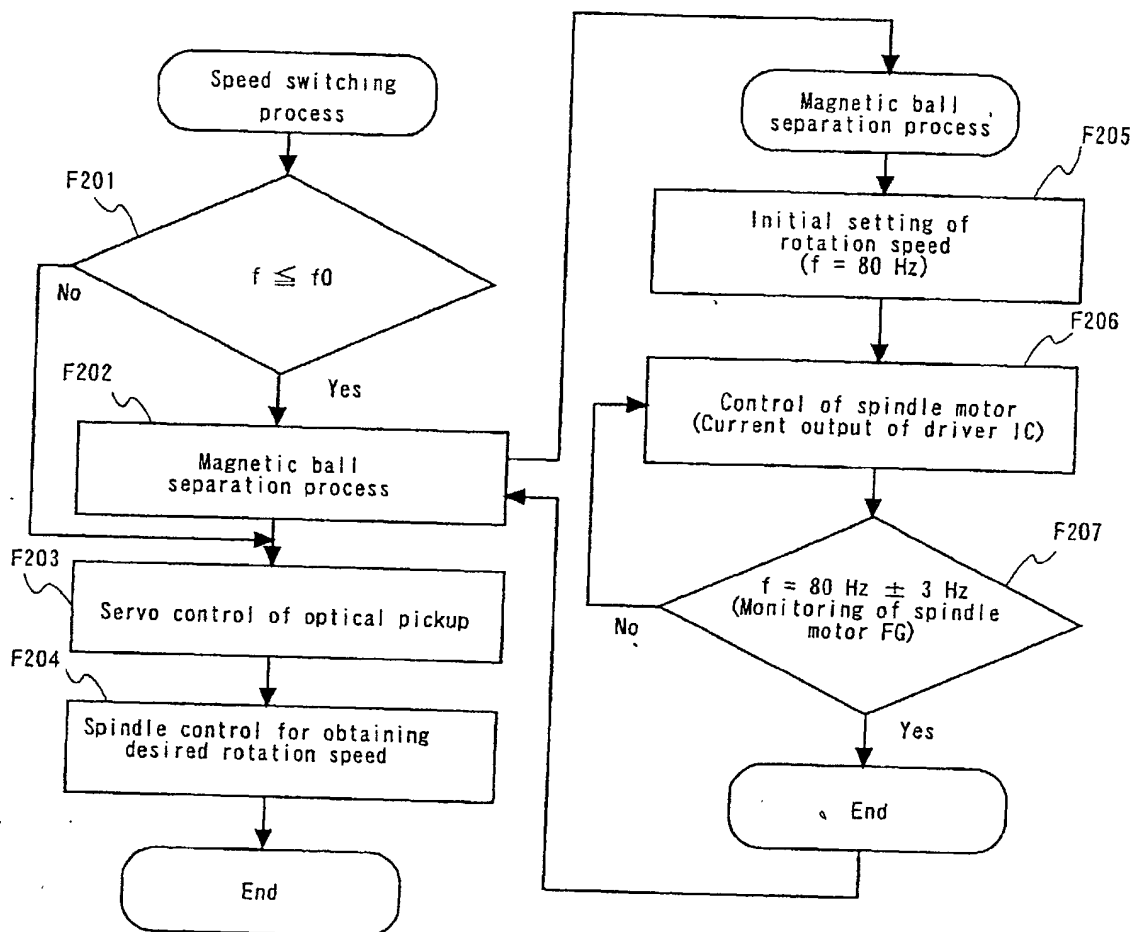 Speed switching
process
F201
f ≦ f0
No
Yes
F202
Magnetic ball
separation process
F203
Servo control of optical pickup
F204
Spindle control for obtaining
desired rotation speed
End
Magnetic ball
separation process
F205
Initial setting of
rotation speed
(f = 80 Hz)
F206
Control of spindle motor
(Current output of driver IC)
F207
f = 80 Hz ± 3 Hz
(Monitoring of spindle
motor FG)
No
Yes
End